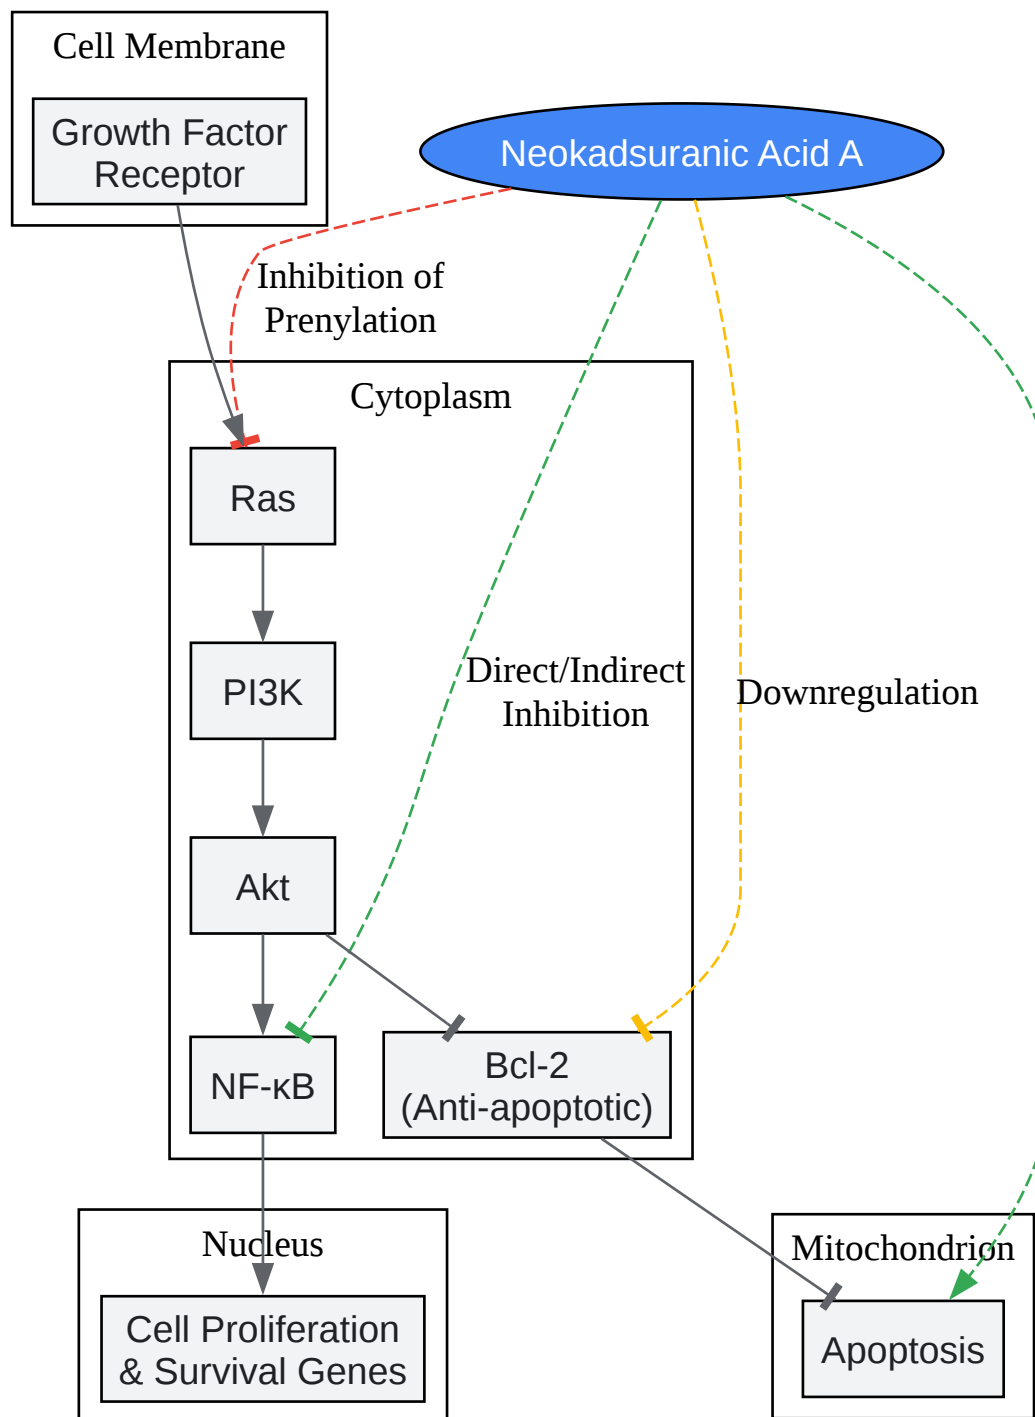 Cell Membrane
Growth Factor
Receptor
Neokadsuranic Acid A
Inhibition of
Prenylation
Cytoplasm
Ras
PI3K
Direct/Indirect
Inhibition
Downregulation
Akt
NF-κB
Bcl-2
(Anti-apoptotic)
Nucleus
Cell Proliferation
& Survival Genes
Mitochondrion
Apoptosis